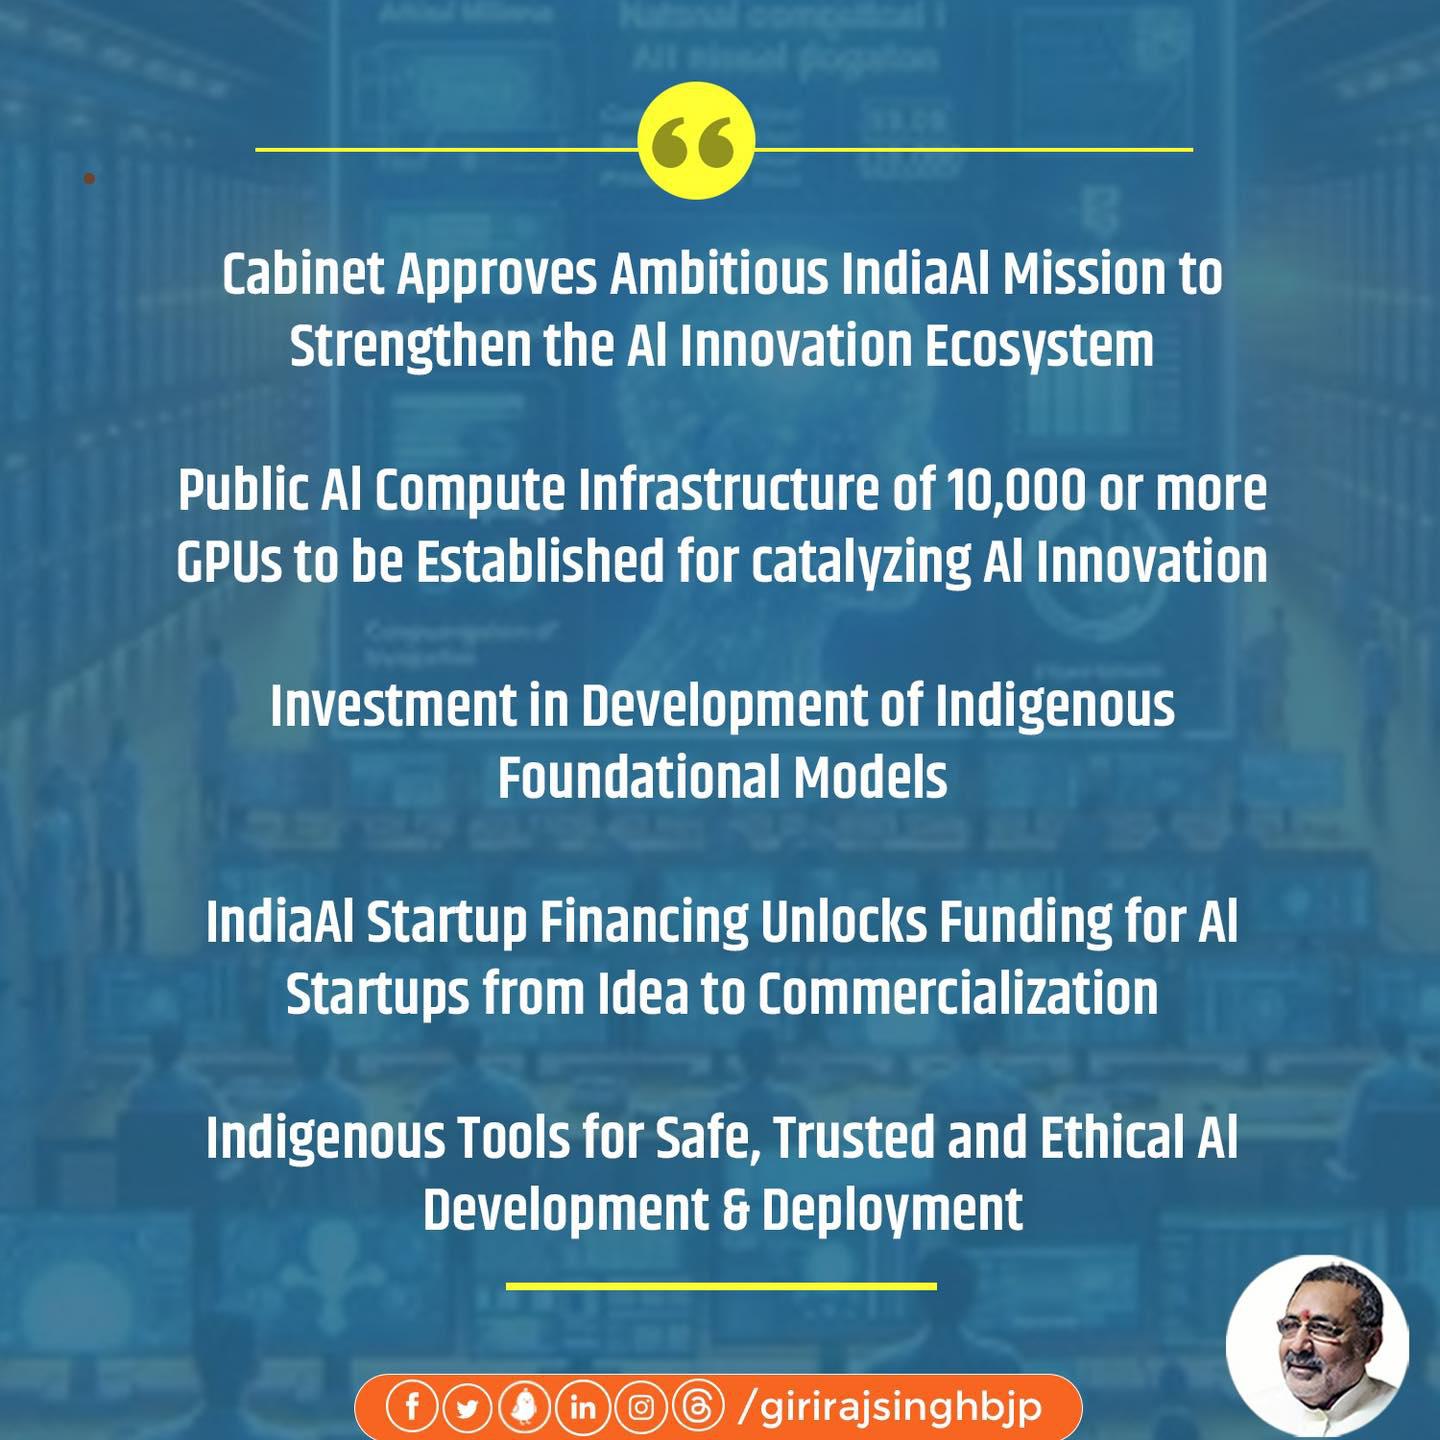 Cabinet Approves Ambitious IndiaAI Mission to
Strengthen the AI Innovation Ecosystem
Public AI Compute Infrastructure of 10,000 or more
GPUs to be Established for catalyzing AI Innovation
Investment in Development of Indigenous
Foundational Models
IndiaAI Startup Financing Unlocks Funding for AI
Startups from Idea to Commercialization
Indigenous Tools for Safe, Trusted and Ethical AI
Development & Deployment
/girirajsinghbjp